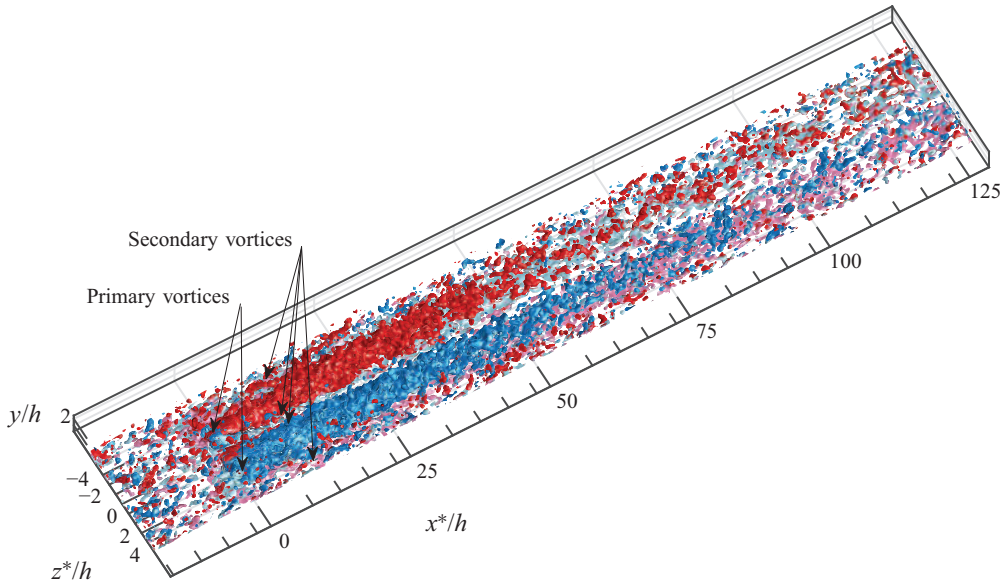 Secondary vortices
Primary vortices
y/h
2
−4
−2
0
2
4
z*/h
0
25
50
75
100
125
x*/h